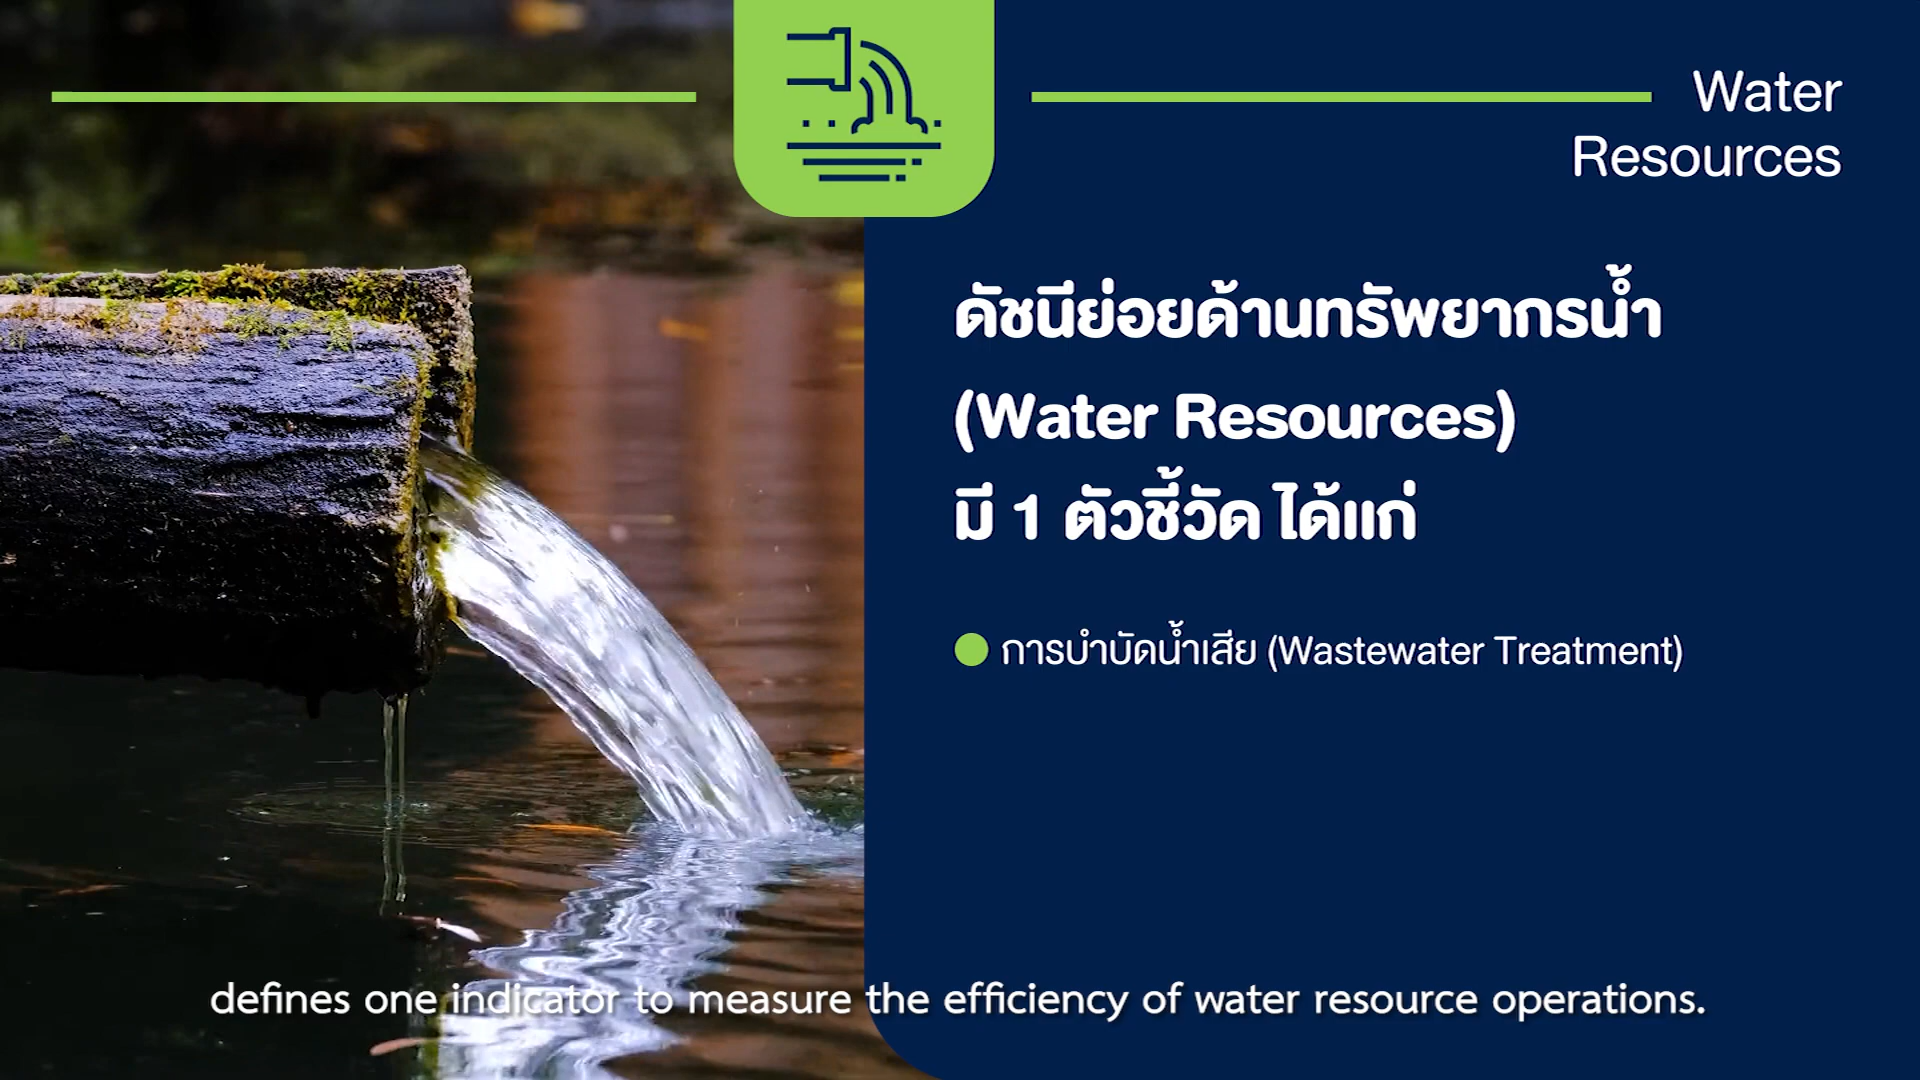 Water
Resources
ดัชนีย่อยด้านทรัพยากรน้ำ
(Water Resources)
มี 1 ตัวชี้วัด ได้แก่
การบำบัดน้ำเสีย (Wastewater Treatment)
defines one indicator to measure the efficiency of water resource operations.